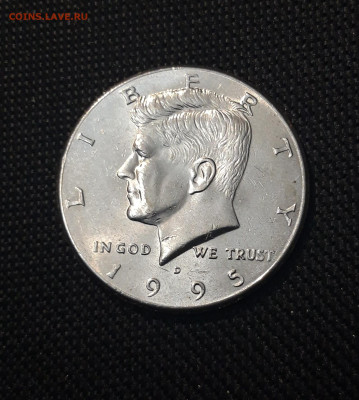 COINS.LAVE.RU
LIBERTY
IN GOD WE TRUST
D
1995